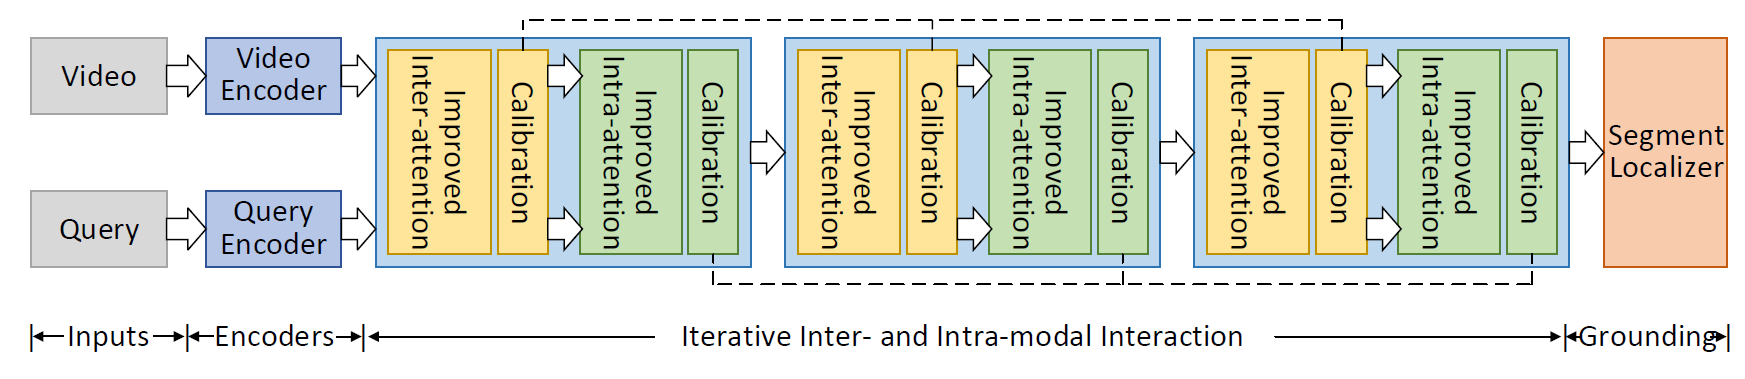 Video
Video
Encoder
Query
Query
Encoder
Improved
Inter-attention
Calibration
Improved
Intra-attention
Calibration
Improved
Inter-attention
Calibration
Improved
Intra-attention
Calibration
Improved
Inter-attention
Calibration
Improved
Intra-attention
Calibration
Segment
Localizer
Inputs
Encoders
Iterative Inter- and Intra-modal Interaction
Grounding